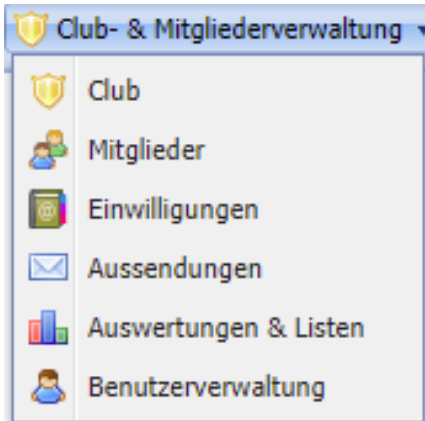 Club- & Mitgliederverwaltung
Club
Mitglieder
Einwilligungen
Aussendungen
Auswertungen & Listen
Benutzerverwaltung